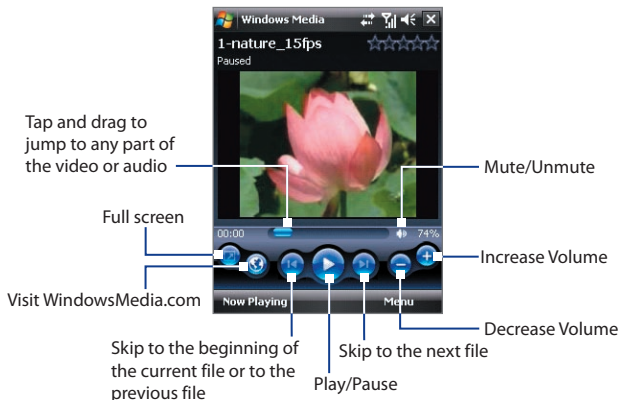 Windows Media
1-nature_15fps
Paused
Tap and drag to
jump to any part of
the video or audio
Mute/Unmute
00:00
74%
Full screen
Increase Volume
Visit WindowsMedia.com
Now Playing
Menu
Decrease Volume
Skip to the beginning of
the current file or to the
previous file
Skip to the next file
Play/Pause